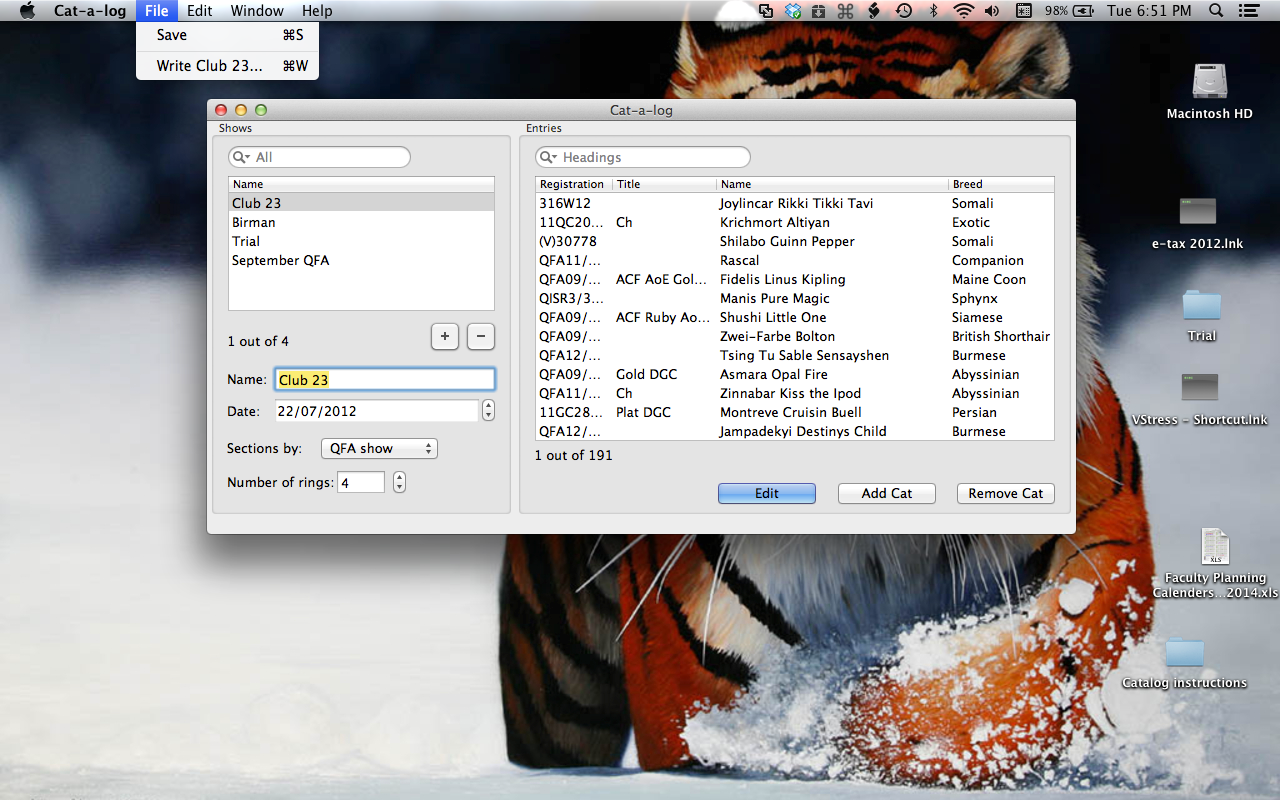 Cat-a-log File Edit Window Help 98% Tue 6:51 PM
Save ⌘S
Write Club 23... ⌘W
Cat-a-log
Shows
All
Name
Club 23
Birman
Trial
September QFA
1 out of 4
+ −
Name: Club 23
Date: 22/07/2012
Sections by: QFA show
Number of rings: 4
Entries
Headings
Registration Title Name Breed
316W12 Joylincar Rikki Tikki Tavi Somali
11QC20... Ch Krichmort Altiyan Exotic
(V)30778 Shilabo Guinn Pepper Somali
QFA11/... Rascal Companion
QFA09/... ACF AoE Gol... Fidelis Linus Kipling Maine Coon
QISR3/3... Manis Pure Magic Sphynx
QFA09/... ACF Ruby Ao... Shushi Little One Siamese
QFA09/... Zwei-Farbe Bolton British Shorthair
QFA12/... Tsing Tu Sable Sensayshen Burmese
QFA09/... Gold DGC Asmara Opal Fire Abyssinian
QFA11/... Ch Zinnabar Kiss the Ipod Abyssinian
11GC28... Plat DGC Montreve Cruisin Buell Persian
QFA12/... Jampadekyi Destinys Child Burmese
1 out of 191
Edit Add Cat Remove Cat
Macintosh HD
e-tax 2012.lnk
Trial
VStress - Shortcut.lnk
XLS
Faculty Planning
Calenders...2014.xls
Catalog instructions